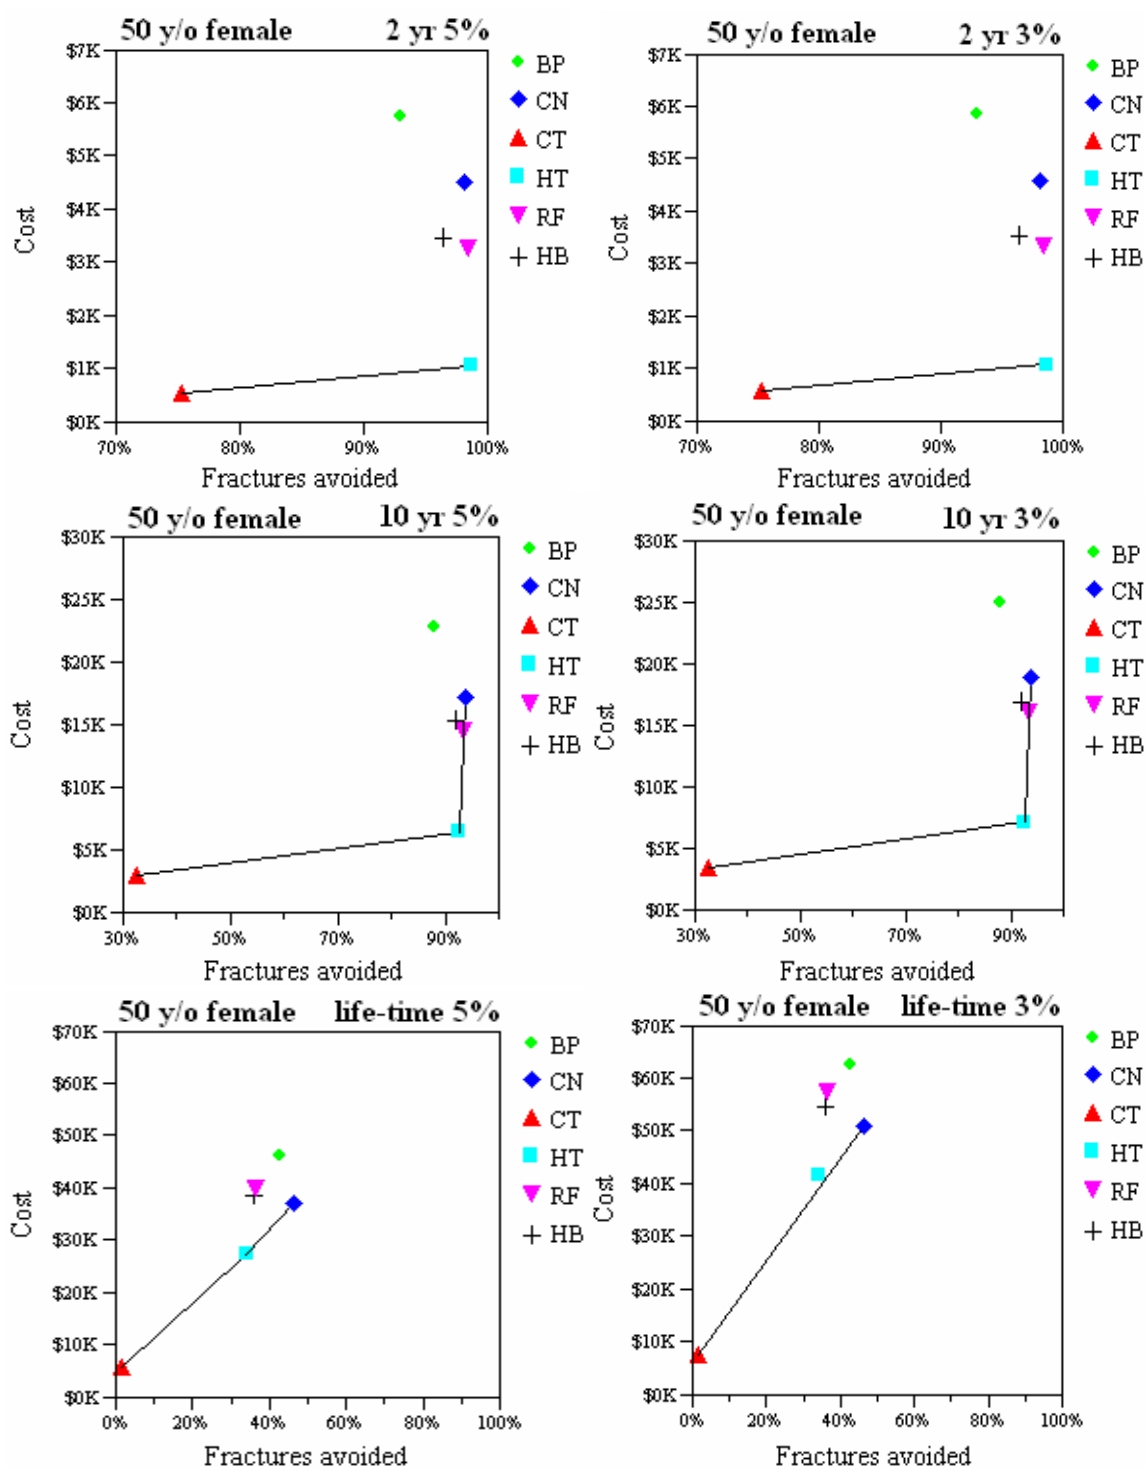 50 y/o female 2 yr 5%
$7K
$6K
$5K
$4K
$3K
$2K
$1K
$0K
Cost
70% 80% 90% 100%
Fractures avoided
BP
CN
CT
HT
RF
HB
50 y/o female 2 yr 3%
$7K
$6K
$5K
$4K
$3K
$2K
$1K
$0K
Cost
70% 80% 90% 100%
Fractures avoided
BP
CN
CT
HT
RF
HB
50 y/o female 10 yr 5%
$30K
$25K
$20K
$15K
$10K
$5K
$0K
Cost
30% 50% 70% 90%
Fractures avoided
BP
CN
CT
HT
RF
HB
50 y/o female 10 yr 3%
$30K
$25K
$20K
$15K
$10K
$5K
$0K
Cost
30% 50% 70% 90%
Fractures avoided
BP
CN
CT
HT
RF
HB
50 y/o female life-time 5%
$70K
$60K
$50K
$40K
$30K
$20K
$10K
$0K
Cost
0% 20% 40% 60% 80% 100%
Fractures avoided
BP
CN
CT
HT
RF
HB
50 y/o female life-time 3%
$70K
$60K
$50K
$40K
$30K
$20K
$10K
$0K
Cost
0% 20% 40% 60% 80% 100%
Fractures avoided
BP
CN
CT
HT
RF
HB